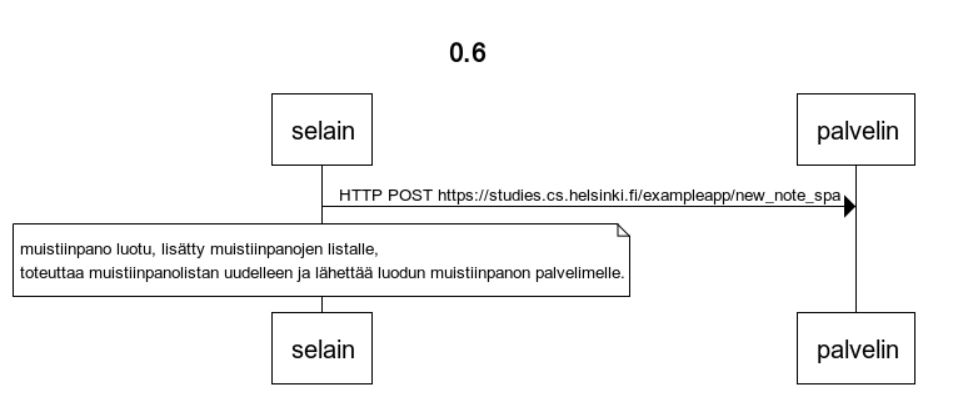 0.6
selain
palvelin
HTTP POST https://studies.cs.helsinki.fi/exampleapp/new_note_spa
muistiinpano luotu, lisätty muistiinpanojen listalle,
toteuttaa muistiinpanolistan uudelleen ja lähettää luodun muistiinpanon palvelimelle.
selain
palvelin